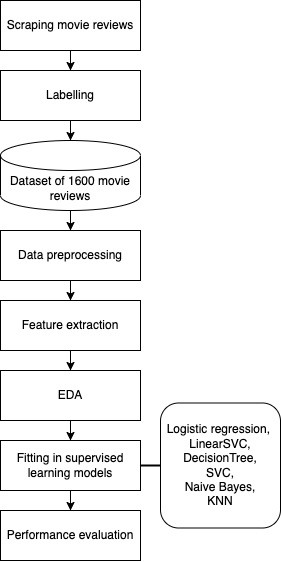 Scraping movie reviews
Labelling
Dataset of 1600 movie
reviews
Data preprocessing
Feature extraction
EDA
Fitting in supervised
learning models
Logistic regression,
LinearSVC,
DecisionTree,
SVC,
Naive Bayes,
KNN
Performance evaluation